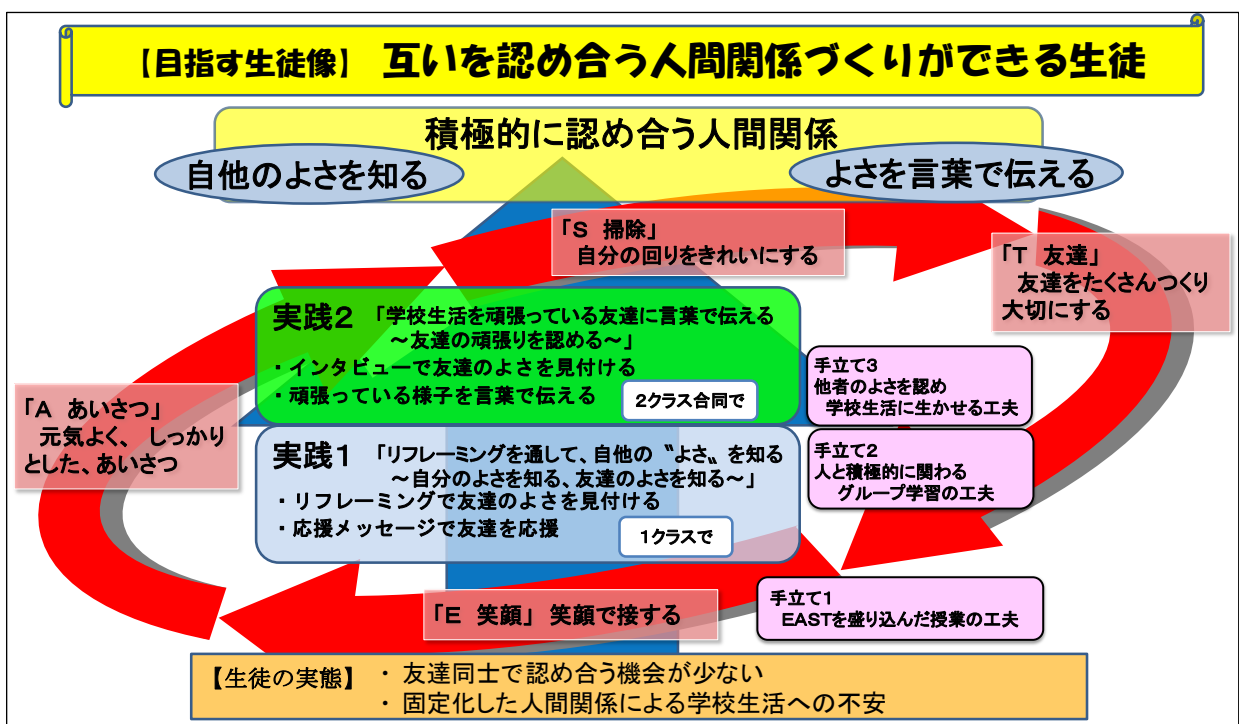 【目指す生徒像】 互いを認め合う人間関係づくりができる生徒
積極的に認め合う人間関係
自他のよさを知る
よさを言葉で伝える
「S 掃除」
自分の回りをきれいにする
「T 友達」
友達をたくさんつくり
大切にする
実践2 「学校生活を頑張っている友達に言葉で伝える
～友達の頑張りを認める～」
・インタビューで友達のよさを見付ける
・頑張っている様子を言葉で伝える
2クラス合同で
手立て3
他者のよさを認め
学校生活に生かせる工夫
「A あいさつ」
元気よく、しっかり
とした、あいさつ
実践1 「リフレーミングを通して、自他の〝よさ〟を知る
～自分のよさを知る、友達のよさを知る～」
・リフレーミングで友達のよさを見付ける
・応援メッセージで友達を応援
1クラスで
手立て2
人と積極的に関わる
グループ学習の工夫
「E 笑顔」 笑顔で接する
手立て1
EASTを盛り込んだ授業の工夫
【生徒の実態】 ・ 友達同士で認め合う機会が少ない
・ 固定化した人間関係による学校生活への不安